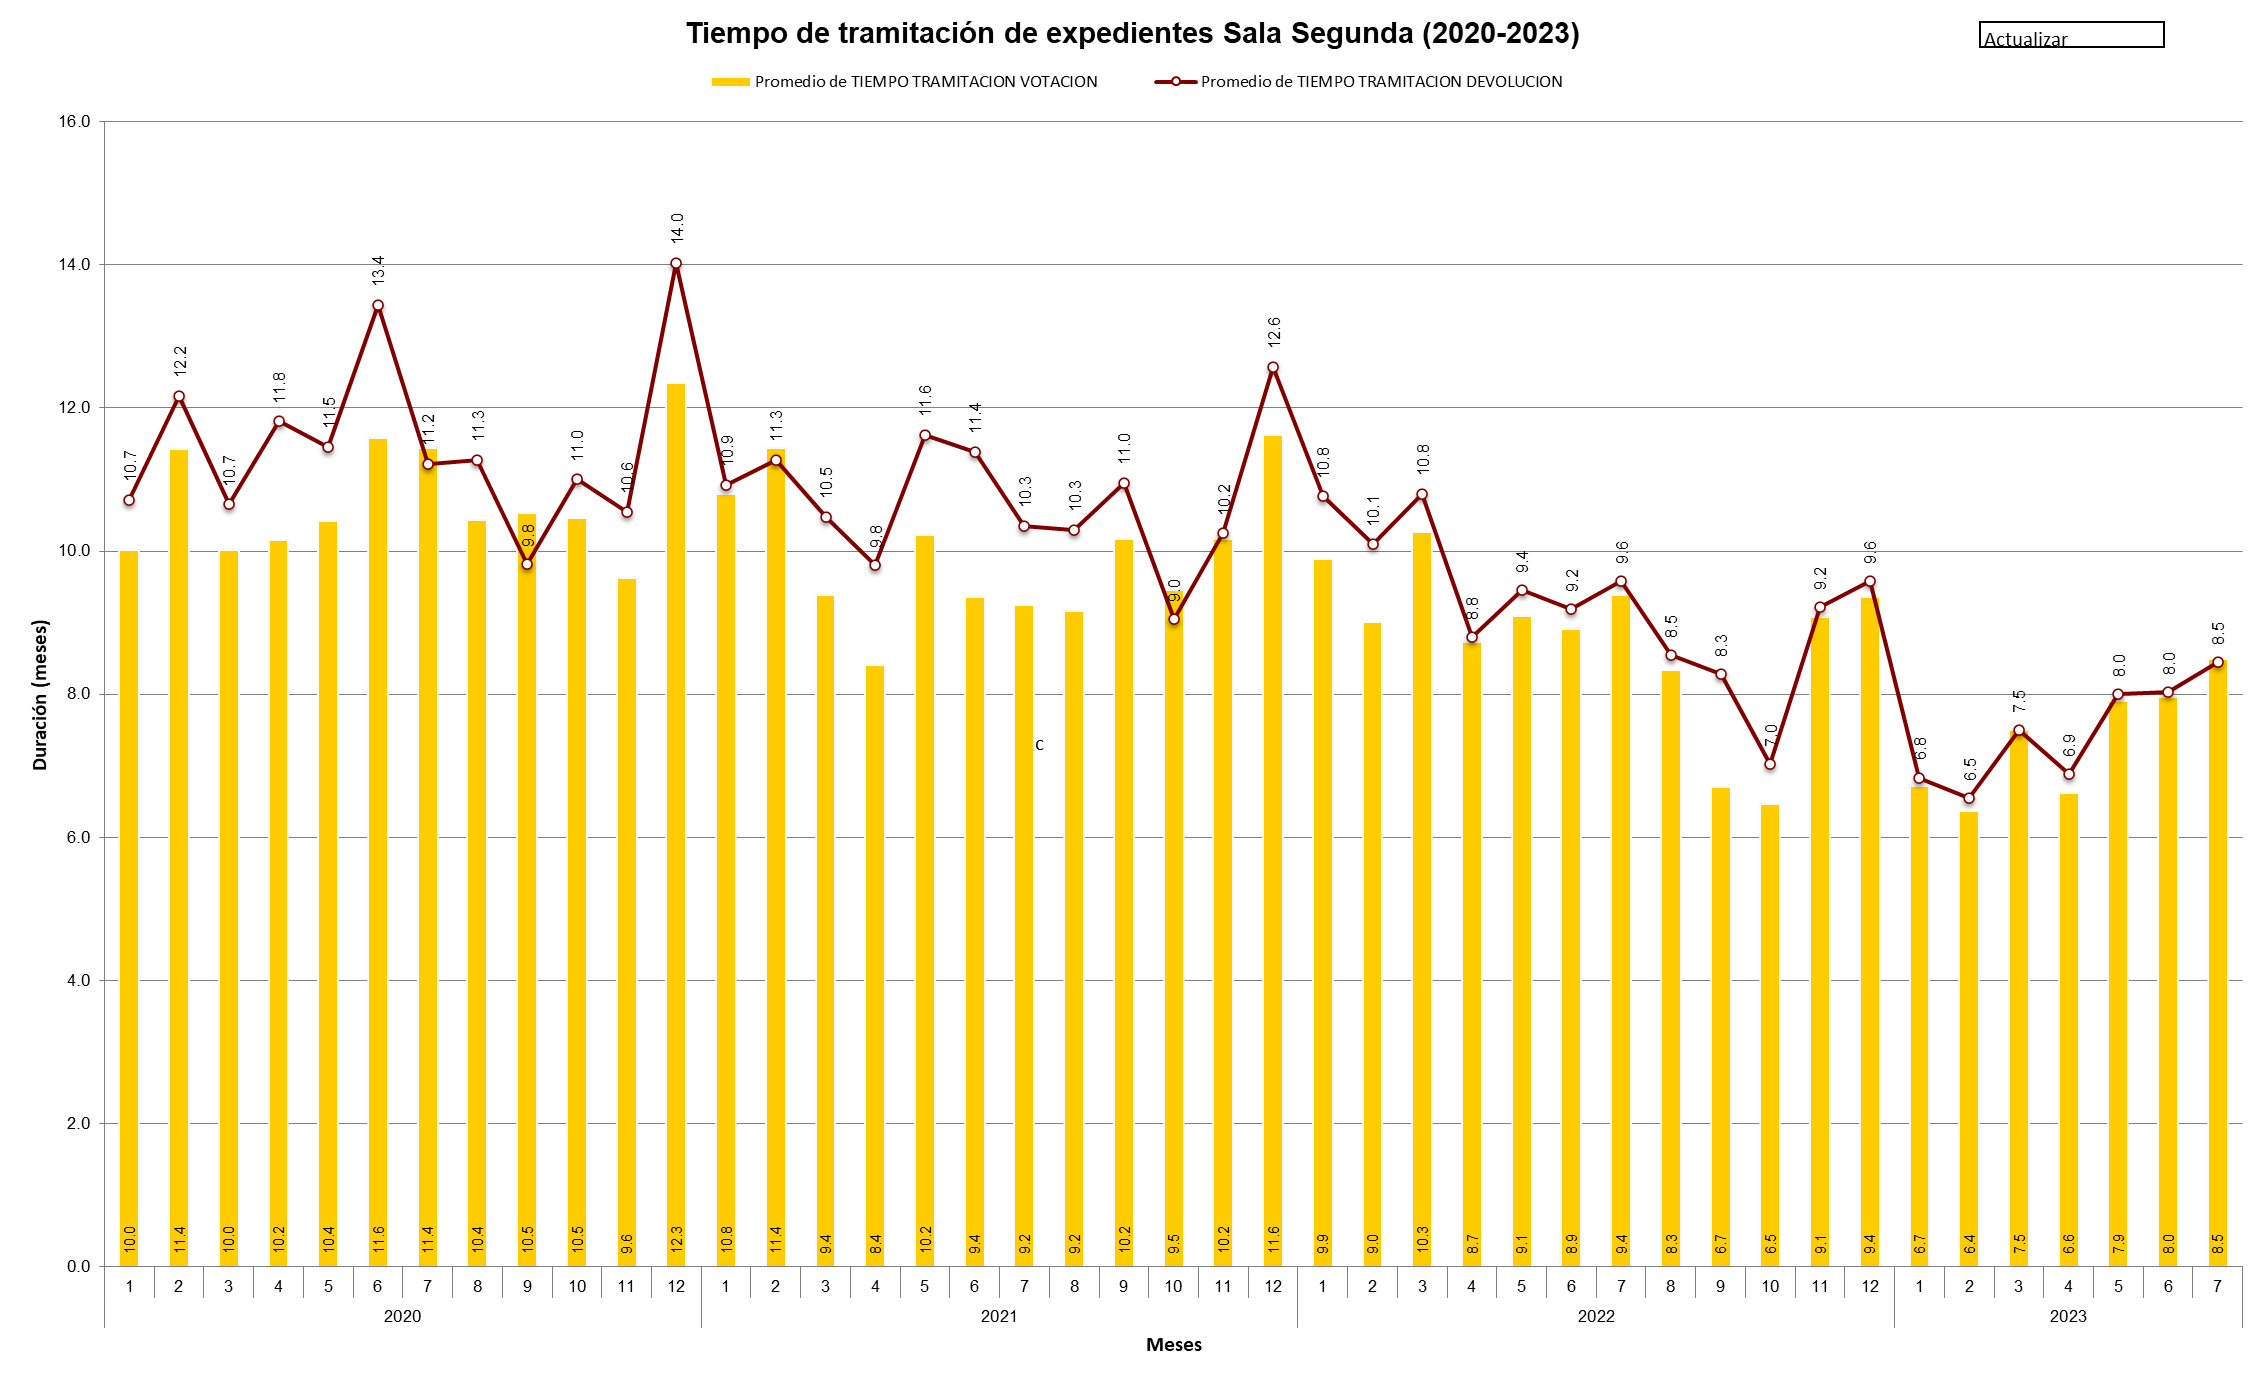 Tiempo de tramitación de expedientes Sala Segunda (2020-2023)
Actualizar
Promedio de TIEMPO TRAMITACION VOTACION Promedio de TIEMPO TRAMITACION DEVOLUCION
16.0
14.0
12.0
10.0
8.0
6.0
4.0
2.0
0.0
Duración (meses)
10.7 12.2 10.7 11.8 11.5 13.4 11.2 11.3 9.8 11.0 10.6 14.0 10.9 11.3 10.5 9.8 11.6 11.4 10.3 10.3 11.0 9.0 10.2 12.6 10.8 10.1 10.8 8.8 9.4 9.2 9.6 8.5 8.3 7.0 9.2 9.6 6.8 6.5 7.5 6.9 8.0 8.0 8.5
C
10.0 11.4 10.0 10.2 10.4 11.6 11.4 10.4 10.5 10.5 9.6 12.3 10.8 11.4 9.4 8.4 10.2 9.4 9.2 9.2 10.2 9.5 10.2 11.6 9.9 9.0 10.3 8.7 9.1 8.9 9.4 8.3 6.7 6.5 9.1 9.4 6.7 6.4 7.5 6.6 7.9 8.0 8.5
1 2 3 4 5 6 7 8 9 10 11 12 1 2 3 4 5 6 7 8 9 10 11 12 1 2 3 4 5 6 7 8 9 10 11 12 1 2 3 4 5 6 7
2020 2021 2022 2023
Meses